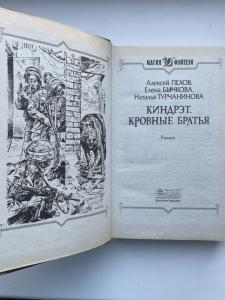 МАГИЯ ФЭНТЕЗИ
АЛЕКСЕЙ ПЕХОВ,
ЕЛЕНА БЫЧКОВА,
НАТАЛЬЯ ТУРЧАНИНОВА
КИНДРЭТ.
КРОВНЫЕ БРАТЬЯ
Роман